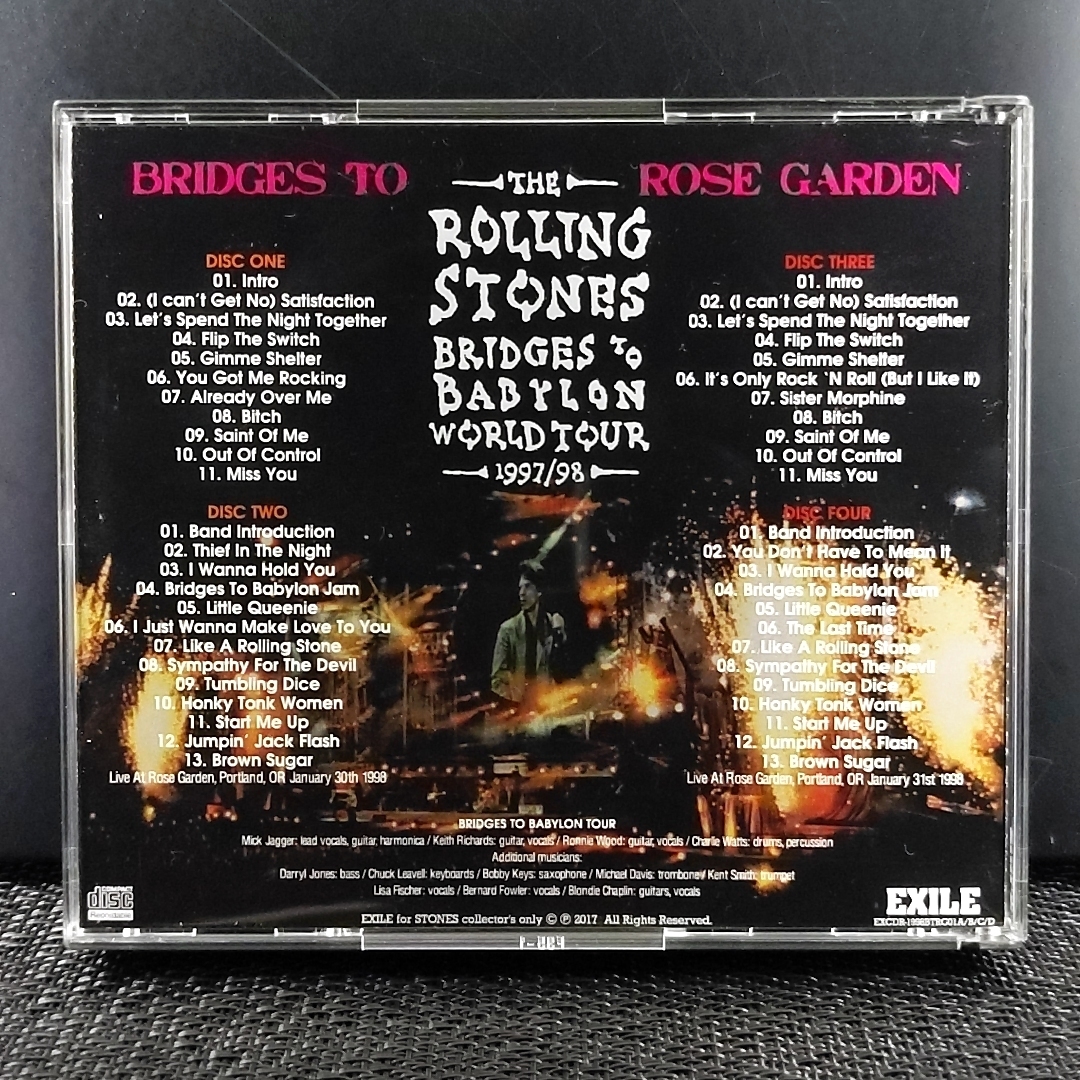 BRIDGES TO
THE
ROSE GARDEN
ROLLING
STONES
BRIDGES TO
BABYLON
WORLD TOUR
1997/98
DISC ONE
01. Intro
02. (I can't Get No) Satisfaction
03. Let's Spend The Night Together
04. Flip The Switch
05. Gimme Shelter
06. You Got Me Rocking
07. Already Over Me
08. Bitch
09. Saint Of Me
10. Out Of Control
11. Miss You
DISC TWO
01. Band Introduction
02. Thief In The Night
03. I Wanna Hold You
04. Bridges To Babylon Jam
05. Little Queenie
06. I Just Wanna Make Love To You
07. Like A Rolling Stone
08. Sympathy For The Devil
09. Tumbling Dice
10. Honky Tonk Women
11. Start Me Up
12. Jumpin' Jack Flash
13. Brown Sugar
Live At Rose Garden, Portland, OR January 30th 1998
DISC THREE
01. Intro
02. (I can't Get No) Satisfaction
03. Let's Spend The Night Together
04. Flip The Switch
05. Gimme Shelter
06. It's Only Rock `N Roll (But I Like It)
07. Sister Morphine
08. Bitch
09. Saint Of Me
10. Out Of Control
11. Miss You
DISC FOUR
01. Band Introduction
02. You Don't Have To Mean It
03. I Wanna Hold You
04. Bridges To Babylon Jam
05. Little Queenie
06. The Last Time
07. Like A Rolling Stone
08. Sympathy For The Devil
09. Tumbling Dice
10. Honky Tonk Women
11. Start Me Up
12. Jumpin' Jack Flash
13. Brown Sugar
Live At Rose Garden, Portland, OR January 31st 1998
BRIDGES TO BABYLON TOUR
Mick Jagger: lead vocals, guitar, harmonica / Keith Richards: guitar, vocals / Ronnie Wood: guitar, vocals / Charlie Watts: drums, percussion
Additional musicians:
Darryl Jones: bass / Chuck Leavell: keyboards / Bobby Keys: saxophone / Michael Davis: trombone/ Kent Smith: trumpet
Lisa Fischer: vocals / Bernard Fowler: vocals / Blondie Chaplin: guitars, vocals
COMPACT
disc
Recordable
EXILE for STONES collector's only © ℗ 2017 All Rights Reserved.
EXILE
EXCDR-1998BTRG01A/B/C/D